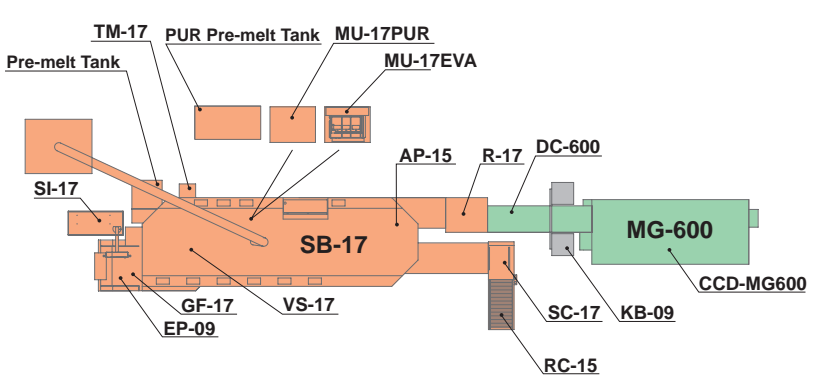 TM-17
PUR Pre-melt Tank
MU-17PUR
Pre-melt Tank
MU-17EVA
AP-15
R-17
DC-600
SI-17
SB-17
MG-600
CCD-MG600
GF-17
VS-17
SC-17
KB-09
EP-09
RC-15